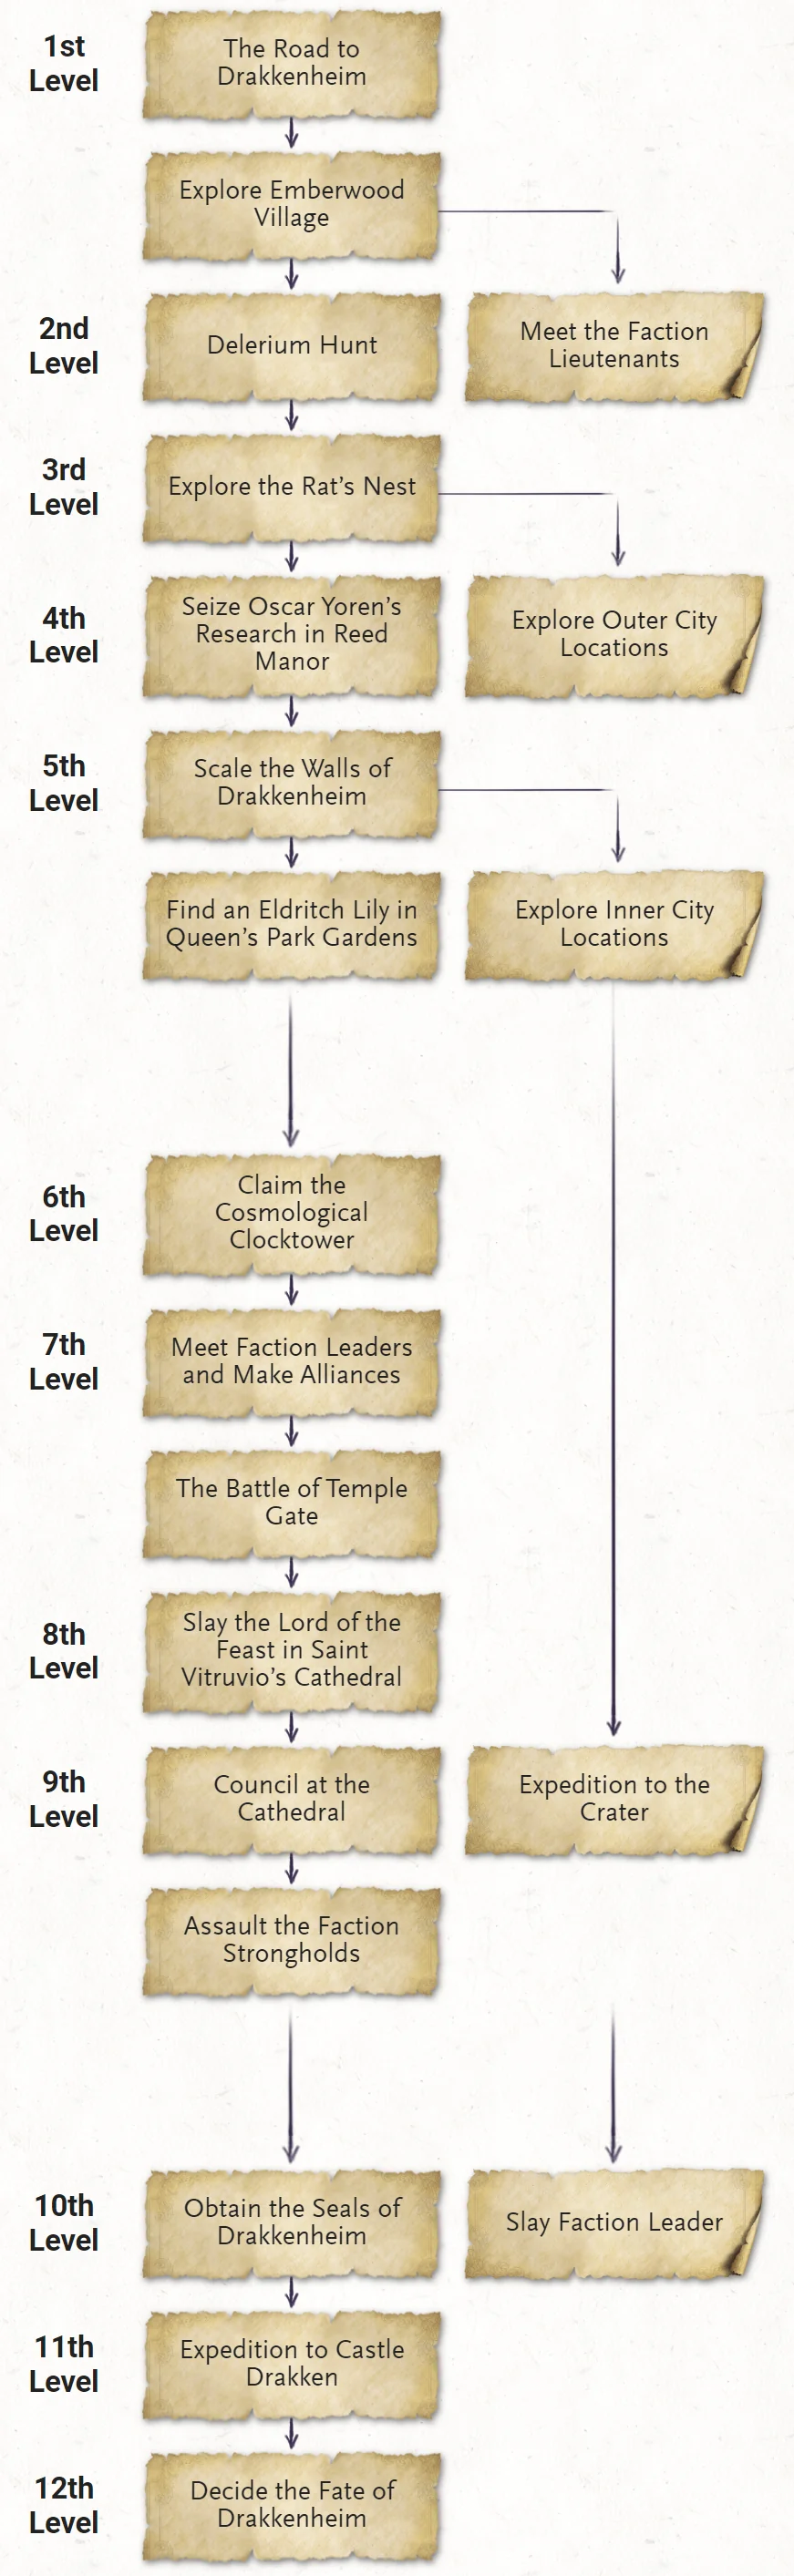 1st
Level
The Road to
Drakkenheim
Explore Emberwood
Village
2nd
Level
Delerium Hunt
Meet the Faction
Lieutenants
3rd
Level
Explore the Rat's Nest
4th
Level
Seize Oscar Yoren's
Research in Reed
Manor
Explore Outer City
Locations
5th
Level
Scale the Walls of
Drakkenheim
Find an Eldritch Lily in
Queen's Park Gardens
Explore Inner City
Locations
6th
Level
Claim the
Cosmological
Clocktower
7th
Level
Meet Faction Leaders
and Make Alliances
The Battle of Temple
Gate
8th
Level
Slay the Lord of the
Feast in Saint
Vitruvio's Cathedral
9th
Level
Council at the
Cathedral
Expedition to the
Crater
Assault the Faction
Strongholds
10th
Level
Obtain the Seals of
Drakkenheim
Slay Faction Leader
11th
Level
Expedition to Castle
Drakken
12th
Level
Decide the Fate of
Drakkenheim